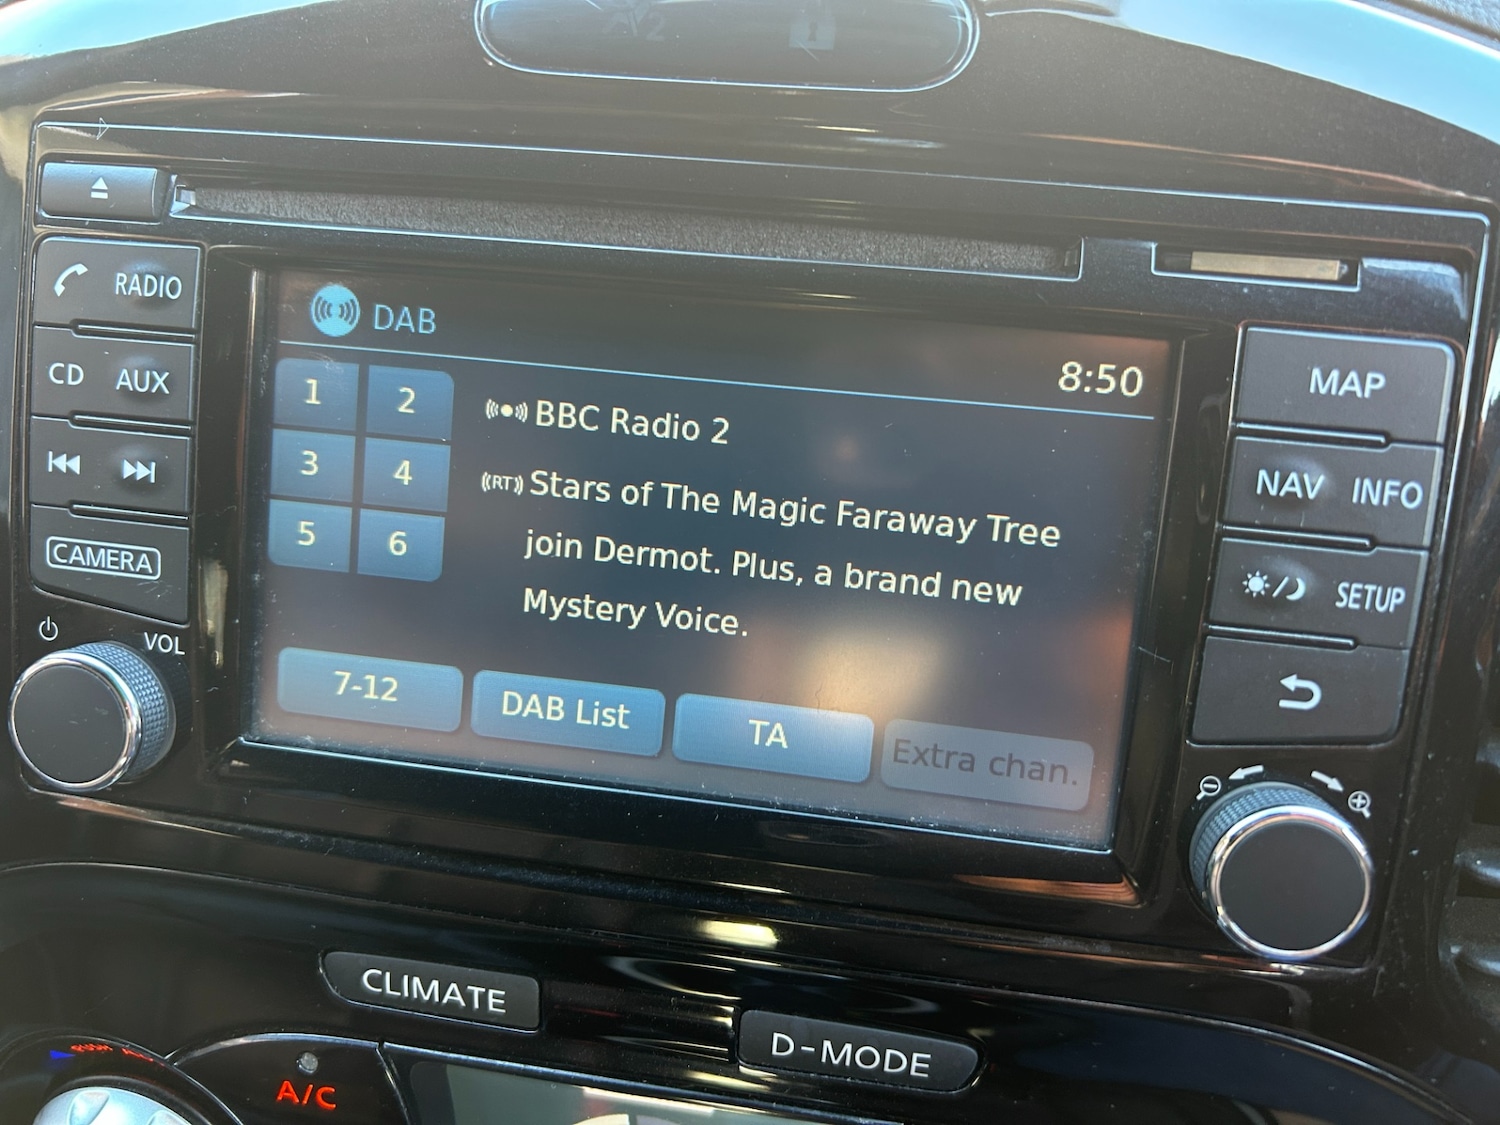 RADIO
CD AUX
CAMERA
VOL
DAB
8:50
1 2
3 4
5 6
BBC Radio 2
RT Stars of The Magic Faraway Tree
join Dermot. Plus, a brand new
Mystery Voice.
7-12 DAB List TA Extra chan.
MAP
NAV INFO
SETUP
CLIMATE
D-MODE
A/C